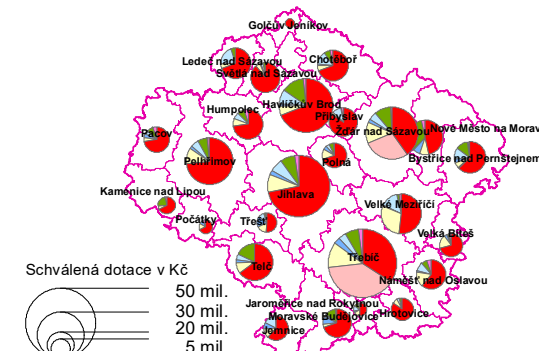 Golčův Jeníkov
Ledeč nad Sázavou
Chotěboř
Světlá nad Sázavou
Havlíčkův Brod
Humpolec
Přibyslav
Žďár nad Sázavou
Nové Město na Morav
Pacov
Pelhřimov
Polná
Bystřice nad Pernštejnem
Jihlava
Kamenice nad Lipou
Velké Meziříčí
Počátky
Třešť
Velká Bíteš
Telč
Třebíč
Náměšť nad Oslavou
Jaroměřice nad Rokytnou
Hrotovice
Moravské Budějovice
Jemnice
Schválená dotace v Kč
50 mil.
30 mil.
20 mil.
5 mil.